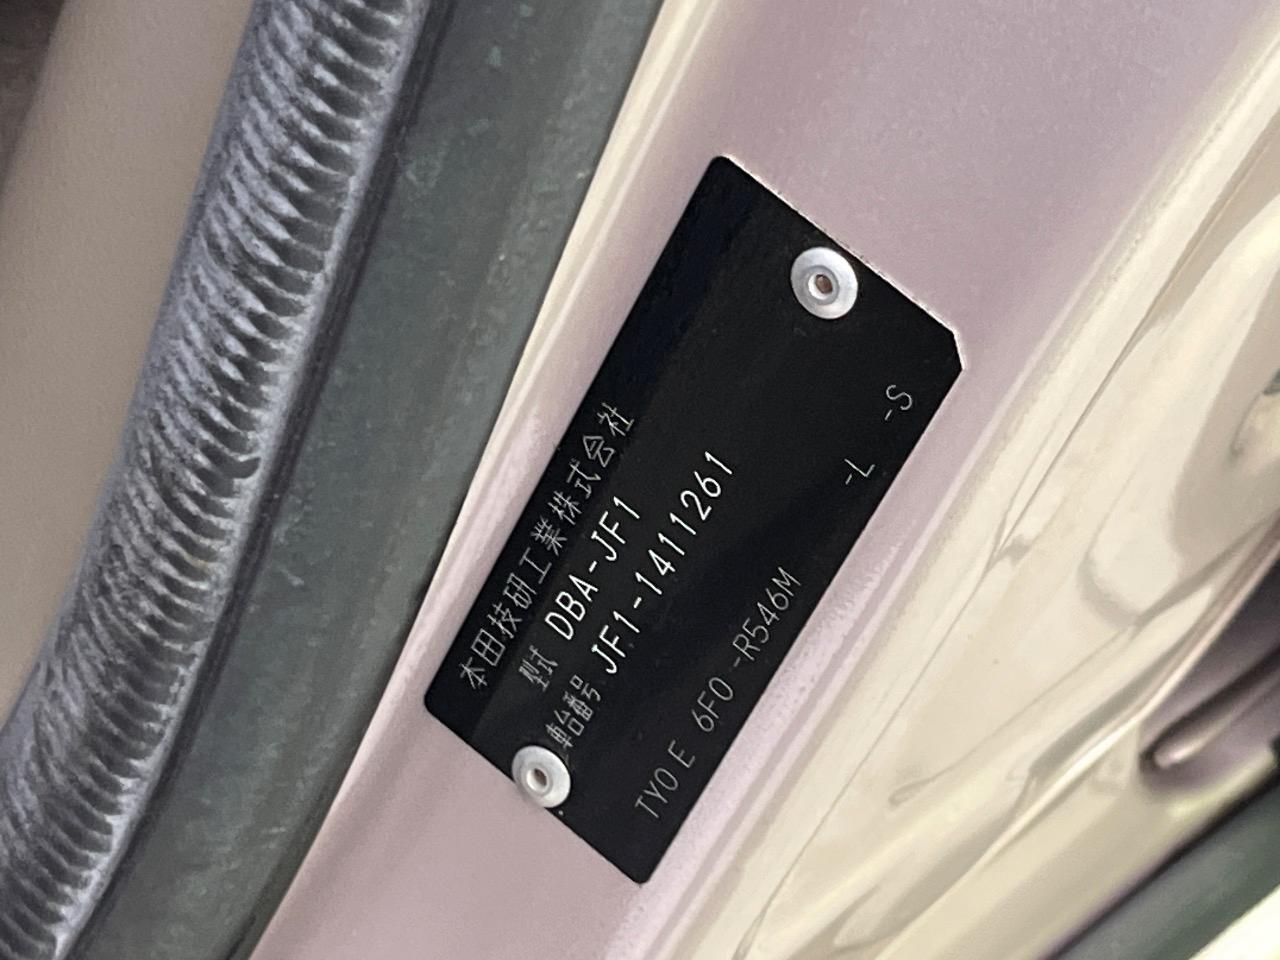 本田技研工業株式会社
型式 DBA-JF1
車台番号 JF1-1411261
-L -S
TY0E 6F0 -R546M